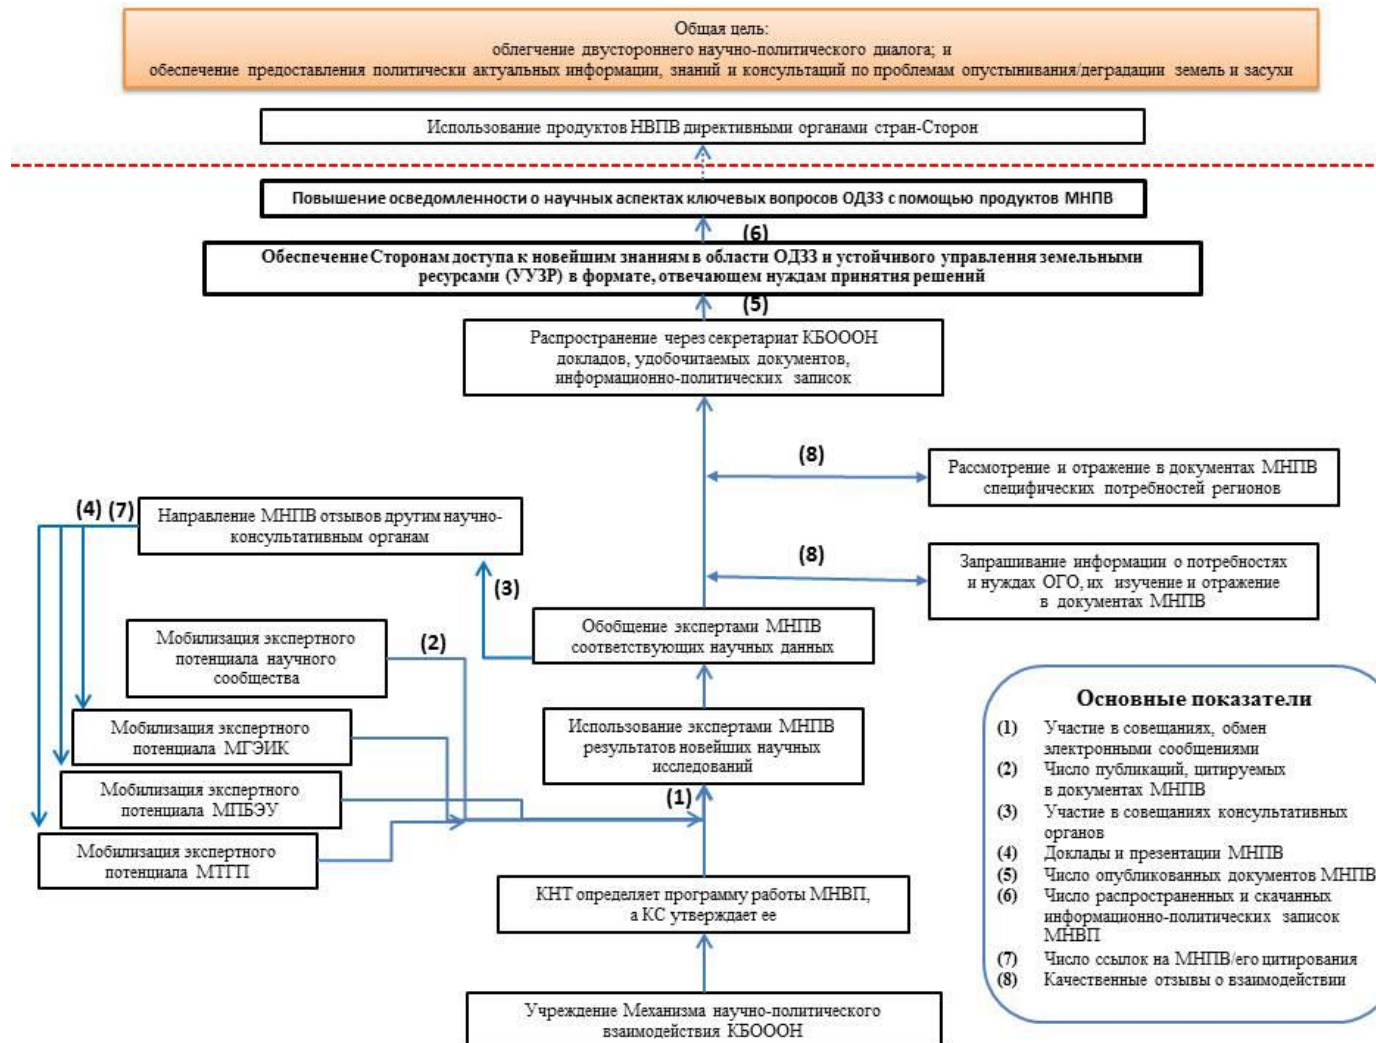 Общая цель:
облегчение двустороннего научно-политического диалога; и
обеспечение предоставления политически актуальных информации, знаний и консультаций по проблемам опустынивания/деградации земель и засухи
Использование продуктов НВПВ директивными органами стран-Сторон
Повышение осведомленности о научных аспектах ключевых вопросов ОДЗЗ с помощью продуктов МНПВ
(6)
Обеспечение Сторонам доступа к новейшим знаниям в области ОДЗЗ и устойчивого управления земельными
ресурсами (УУЗР) в формате, отвечающем нуждам принятия решений
(5)
Распространение через секретариат КБОООН
докладов, удобочитаемых документов,
информационно-политических записок
(8)
Рассмотрение и отражение в документах МНПВ
специфических потребностей регионов
(4) (7)
Направление МНПВ отзывов другим научно-
консультативным органам
(8)
Запрашивание информации о потребностях
и нуждах ОГО, их изучение и отражение
в документах МНПВ
(3)
Обобщение экспертами МНПВ
соответствующих научных данных
Мобилизация экспертного
потенциала научного
сообщества
(2)
Мобилизация экспертного
потенциала МГЭИК
Использование экспертами МНПВ
результатов новейших научных
исследований
Мобилизация экспертного
потенциала МПБЭУ
(1)
Мобилизация экспертного
потенциала МТГП
КНТ определяет программу работы МНВП,
а КС утверждает ее
Учреждение Механизма научно-политического
взаимодействия КБОООН
Основные показатели
(1) Участие в совещаниях, обмен
электронными сообщениями
(2) Число публикаций, цитируемых
в документах МНПВ
(3) Участие в совещаниях консультативных
органов
(4) Доклады и презентации МНПВ
(5) Число опубликованных документов МНПВ
(6) Число распространенных и скачанных
информационно-политических записок
МНВП
(7) Число ссылок на МНПВ/его цитирования
(8) Качественные отзывы о взаимодействии